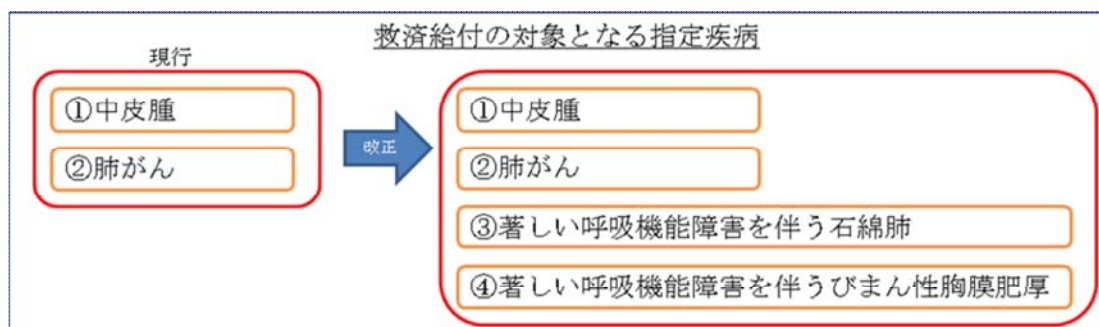 救済給付の対象となる指定疾病
現行
①中皮腫
②肺がん
改正
①中皮腫
②肺がん
③著しい呼吸機能障害を伴う石綿肺
④著しい呼吸機能障害を伴うびまん性胸膜肥厚